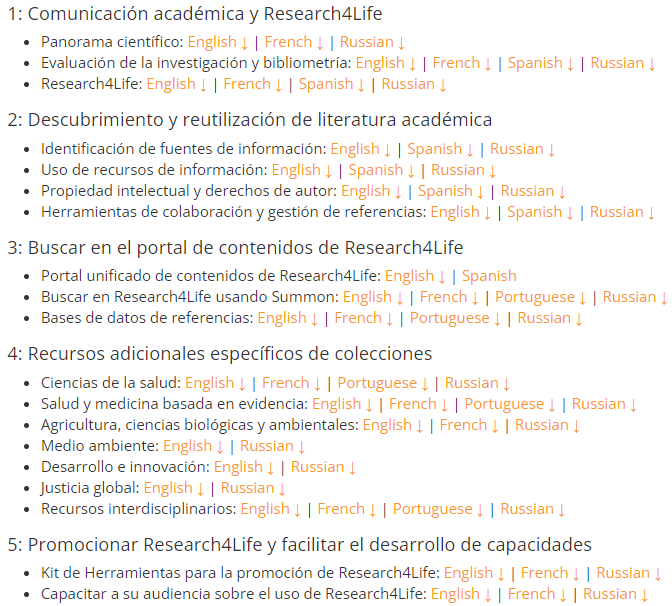 1: Comunicación académica y Research4Life
• Panorama científico: English ↓ | French ↓ | Russian ↓
• Evaluación de la investigación y bibliometría: English ↓ | French ↓ | Spanish ↓ | Russian ↓
• Research4Life: English ↓ | French ↓ | Spanish ↓ | Russian ↓
2: Descubrimiento y reutilización de literatura académica
• Identificación de fuentes de información: English ↓ | Spanish ↓ | Russian ↓
• Uso de recursos de información: English ↓ | Spanish ↓ | Russian ↓
• Propiedad intelectual y derechos de autor: English ↓ | Spanish ↓ | Russian ↓
• Herramientas de colaboración y gestión de referencias: English ↓ | Spanish ↓ | Russian ↓
3: Buscar en el portal de contenidos de Research4Life
• Portal unificado de contenidos de Research4Life: English ↓ | Spanish
• Buscar en Research4Life usando Summon: English ↓ | French ↓ | Portuguese ↓ | Russian ↓
• Bases de datos de referencias: English ↓ | French ↓ | Portuguese ↓ | Russian ↓
4: Recursos adicionales específicos de colecciones
• Ciencias de la salud: English ↓ | French ↓ | Portuguese ↓ | Russian ↓
• Salud y medicina basada en evidencia: English ↓ | French ↓ | Portuguese ↓ | Russian ↓
• Agricultura, ciencias biológicas y ambientales: English ↓ | French ↓ | Russian ↓
• Medio ambiente: English ↓ | Russian ↓
• Desarrollo e innovación: English ↓ | Russian ↓
• Justicia global: English ↓ | Russian ↓
• Recursos interdisciplinarios: English ↓ | French ↓ | Portuguese ↓ | Russian ↓
5: Promocionar Research4Life y facilitar el desarrollo de capacidades
• Kit de Herramientas para la promoción de Research4Life: English ↓ | French ↓ | Russian ↓
• Capacitar a su audiencia sobre el uso de Research4Life: English ↓ | French ↓ | Russian ↓